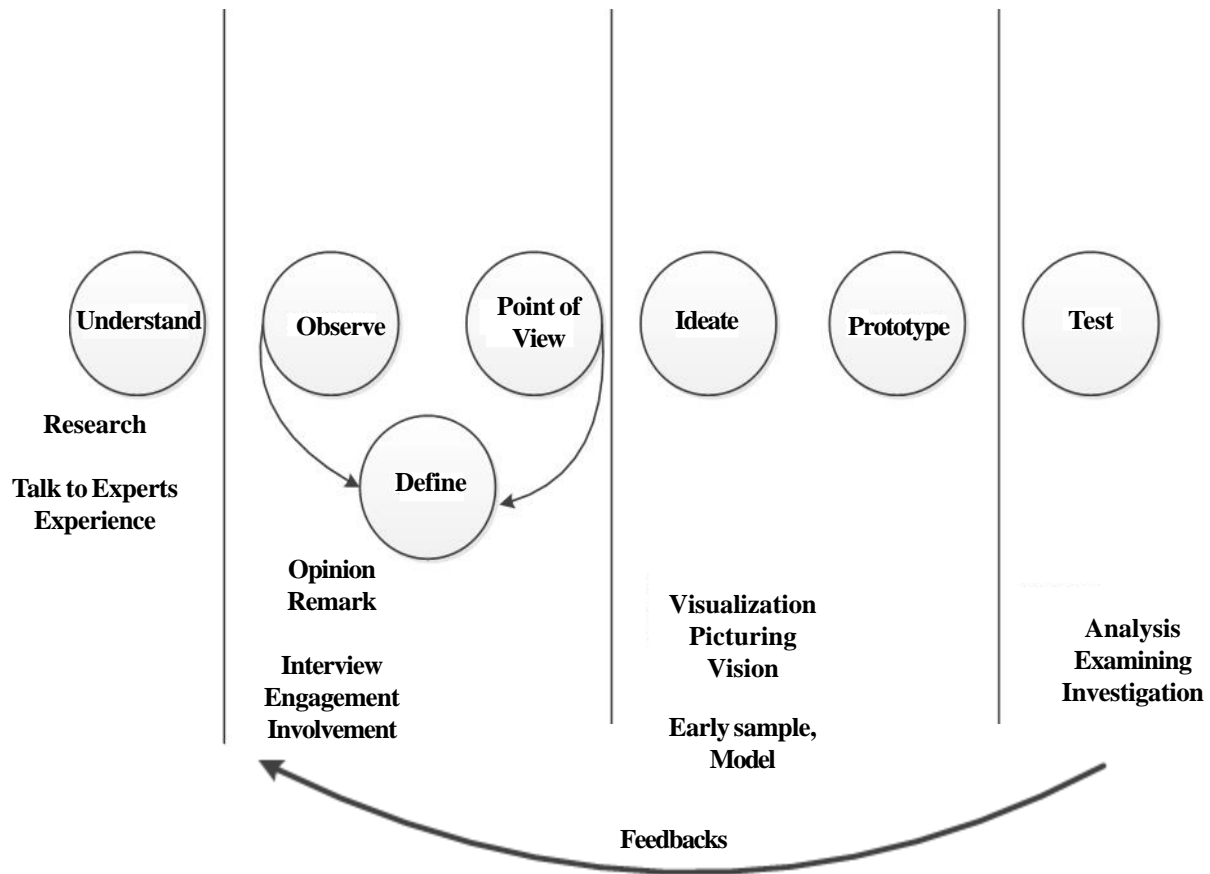 Understand
Observe
Point of
View
Ideate
Prototype
Test
Define
Research
Talk to Experts
Experience
Opinion
Remark
Interview
Engagement
Involvement
Visualization
Picturing
Vision
Early sample,
Model
Analysis
Examining
Investigation
Feedbacks